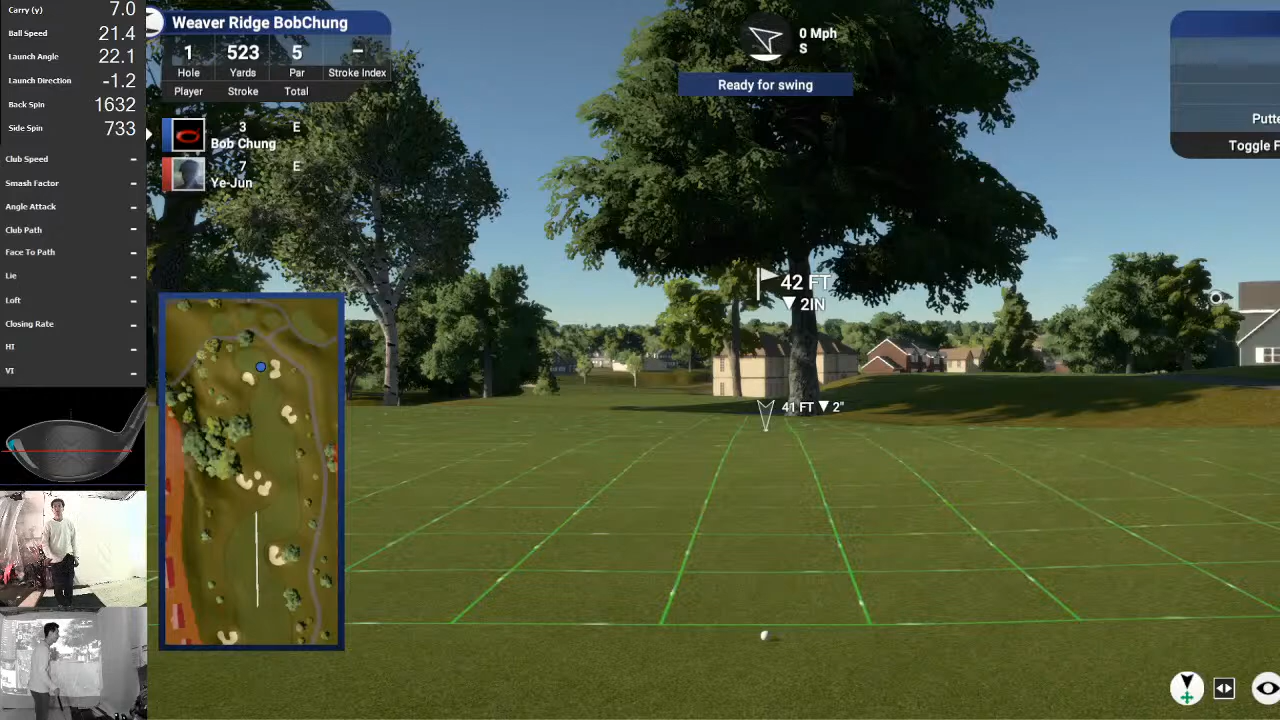 Carry (y) 7.0
Ball Speed 21.4
Launch Angle 22.1
Launch Direction -1.2
Back Spin 1632
Side Spin 733
Club Speed -
Smash Factor -
Angle Attack -
Club Path -
Face To Path -
Lie -
Loft -
Closing Rate -
HI -
VI -
Weaver Ridge BobChung
1 523 5 -
Hole Yards Par Stroke Index
Player Stroke Total
3 E
Bob Chung
7 E
Ye-Jun
0 Mph
S
Ready for swing
Putte
Toggle F
42 FT
▼ 2IN
41 FT ▼ 2"